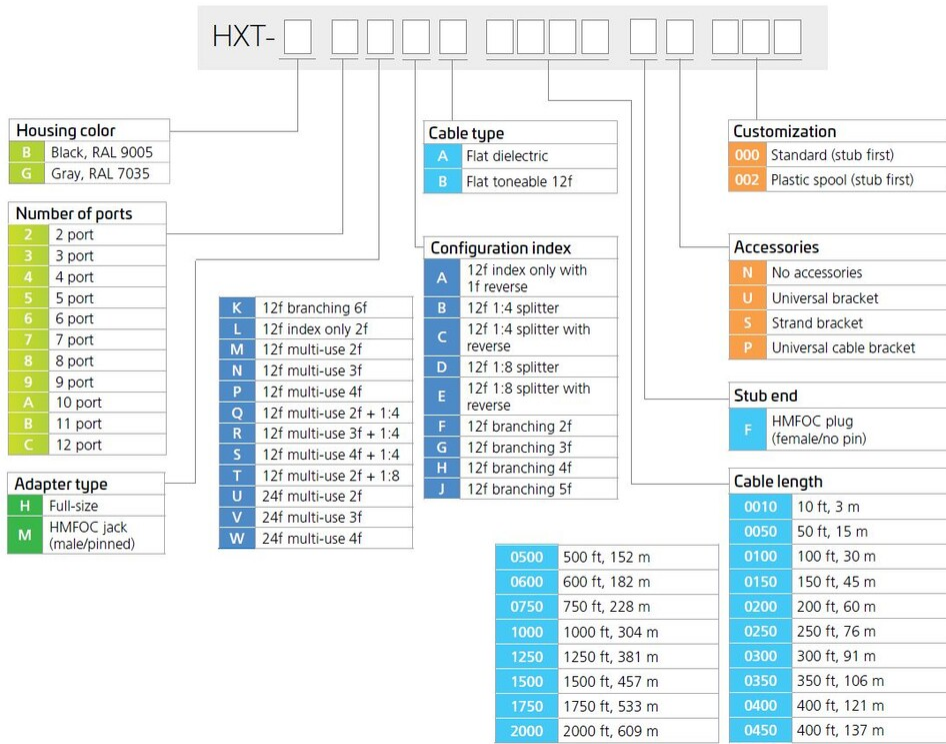 HXT-
Housing color
B Black, RAL 9005
G Gray, RAL 7035
Number of ports
2 2 port
3 3 port
4 4 port
5 5 port
6 6 port
7 7 port
8 8 port
9 9 port
A 10 port
B 11 port
C 12 port
Adapter type
H Full-size
M HMFOC jack
(male/pinned)
K 12f branching 6f
L 12f index only 2f
M 12f multi-use 2f
N 12f multi-use 3f
P 12f multi-use 4f
Q 12f multi-use 2f + 1:4
R 12f multi-use 3f + 1:4
S 12f multi-use 4f + 1:4
T 12f multi-use 2f + 1:8
U 24f multi-use 2f
V 24f multi-use 3f
W 24f multi-use 4f
Cable type
A Flat dielectric
B Flat toneable 12f
Configuration index
A 12f index only with
1f reverse
B 12f 1:4 splitter
C 12f 1:4 splitter with
reverse
D 12f 1:8 splitter
E 12f 1:8 splitter with
reverse
F 12f branching 2f
G 12f branching 3f
H 12f branching 4f
J 12f branching 5f
0500 500 ft, 152 m
0600 600 ft, 182 m
0750 750 ft, 228 m
1000 1000 ft, 304 m
1250 1250 ft, 381 m
1500 1500 ft, 457 m
1750 1750 ft, 533 m
2000 2000 ft, 609 m
Customization
000 Standard (stub first)
002 Plastic spool (stub first)
Accessories
N No accessories
U Universal bracket
S Strand bracket
P Universal cable bracket
Stub end
F HMFOC plug
(female/no pin)
Cable length
0010 10 ft, 3 m
0050 50 ft, 15 m
0100 100 ft, 30 m
0150 150 ft, 45 m
0200 200 ft, 60 m
0250 250 ft, 76 m
0300 300 ft, 91 m
0350 350 ft, 106 m
0400 400 ft, 121 m
0450 400 ft, 137 m